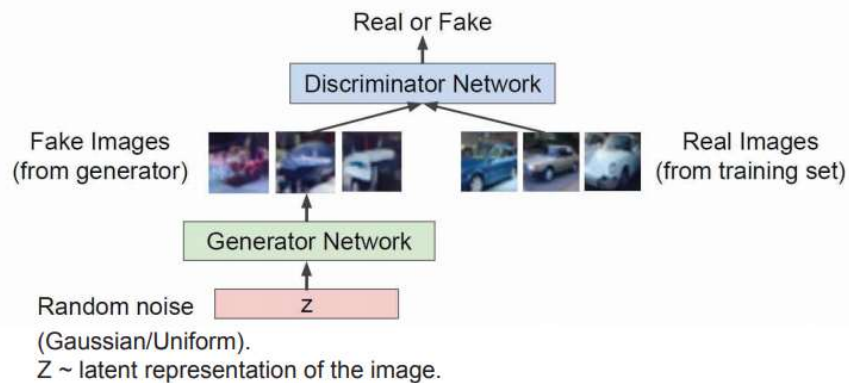 Real or Fake
Discriminator Network
Fake Images
(from generator)
Real Images
(from training set)
Generator Network
Random noise
z
(Gaussian/Uniform).
Z ~ latent representation of the image.